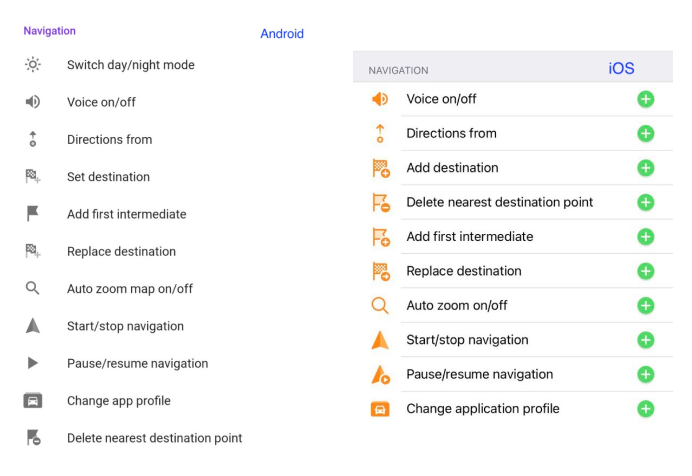 Navigation
Android
Switch day/night mode
Voice on/off
Directions from
Set destination
Add first intermediate
Replace destination
Auto zoom map on/off
Start/stop navigation
Pause/resume navigation
Change app profile
Delete nearest destination point
NAVIGATION
iOS
Voice on/off
Directions from
Add destination
Delete nearest destination point
Add first intermediate
Replace destination
Auto zoom on/off
Start/stop navigation
Pause/resume navigation
Change application profile